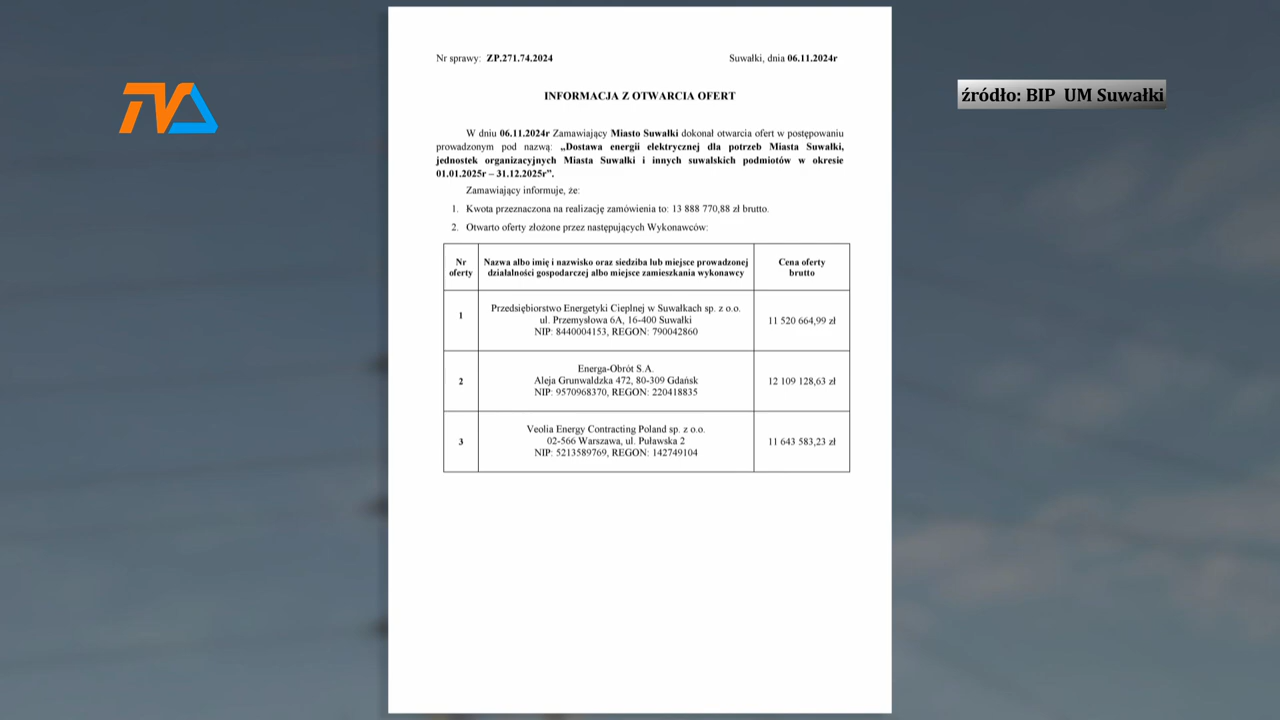 Nr sprawy: ZP.271.74.2024
Suwałki, dnia 06.11.2024r
TVA
źródło: BIP UM Suwałki
INFORMACJA Z OTWARCIA OFERT
W dniu 06.11.2024r Zamawiający Miasto Suwałki dokonał otwarcia ofert w postępowaniu
prowadzonym pod nazwą: „Dostawa energii elektrycznej dla potrzeb Miasta Suwałki,
jednostek organizacyjnych Miasta Suwałki i innych suwalskich podmiotów w okresie
01.01.2025r – 31.12.2025r”.
Zamawiający informuje, że:
1. Kwota przeznaczona na realizację zamówienia to: 13 888 770,88 zł brutto.
2. Otwarto oferty złożone przez następujących Wykonawców:
Nr
oferty
Nazwa albo imię i nazwisko oraz siedziba lub miejsce prowadzonej
działalności gospodarczej albo miejsce zamieszkania wykonawcy
Cena oferty
brutto
1
Przedsiębiorstwo Energetyki Cieplnej w Suwałkach sp. z o.o.
ul. Przemysłowa 6A, 16-400 Suwałki
NIP: 8440004153, REGON: 790042860
11 520 664,99 zł
2
Energa-Obrót S.A.
Aleja Grunwaldzka 472, 80-309 Gdańsk
NIP: 9570968370, REGON: 220418835
12 109 128,63 zł
3
Veolia Energy Contracting Poland sp. z o.o.
02-566 Warszawa, ul. Puławska 2
NIP: 5213589769, REGON: 142749104
11 643 583,23 zł